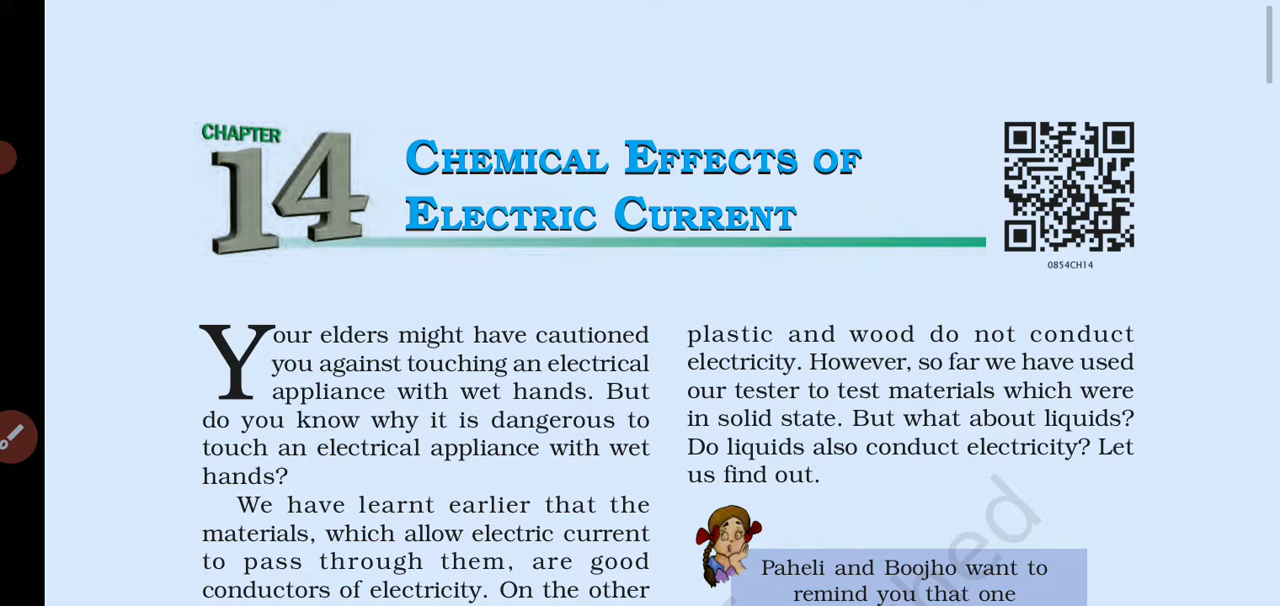 CHAPTER
14
CHEMICAL EFFECTS OF
ELECTRIC CURRENT
0854CH14
Your elders might have cautioned
you against touching an electrical
appliance with wet hands. But
do you know why it is dangerous to
touch an electrical appliance with wet
hands?
We have learnt earlier that the
materials, which allow electric current
to pass through them, are good
conductors of electricity. On the other
plastic and wood do not conduct
electricity. However, so far we have used
our tester to test materials which were
in solid state. But what about liquids?
Do liquids also conduct electricity? Let
us find out.
Paheli and Boojho want to
remind you that one